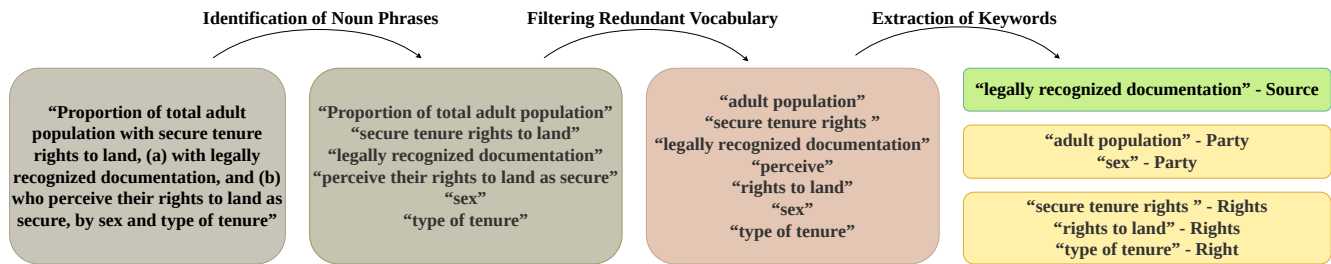 Identification of Noun Phrases
Filtering Redundant Vocabulary
Extraction of Keywords
“Proportion of total adult
population with secure tenure
rights to land, (a) with legally
recognized documentation, and (b)
who perceive their rights to land as
secure, by sex and type of tenure”
“Proportion of total adult population”
“secure tenure rights to land”
“legally recognized documentation”
“perceive their rights to land as secure”
“sex”
“type of tenure”
“adult population”
“secure tenure rights ”
“legally recognized documentation”
“perceive”
“rights to land”
“sex”
“type of tenure”
“legally recognized documentation” - Source
“adult population” - Party
“sex” - Party
“secure tenure rights ” - Rights
“rights to land” - Rights
“type of tenure” - Right